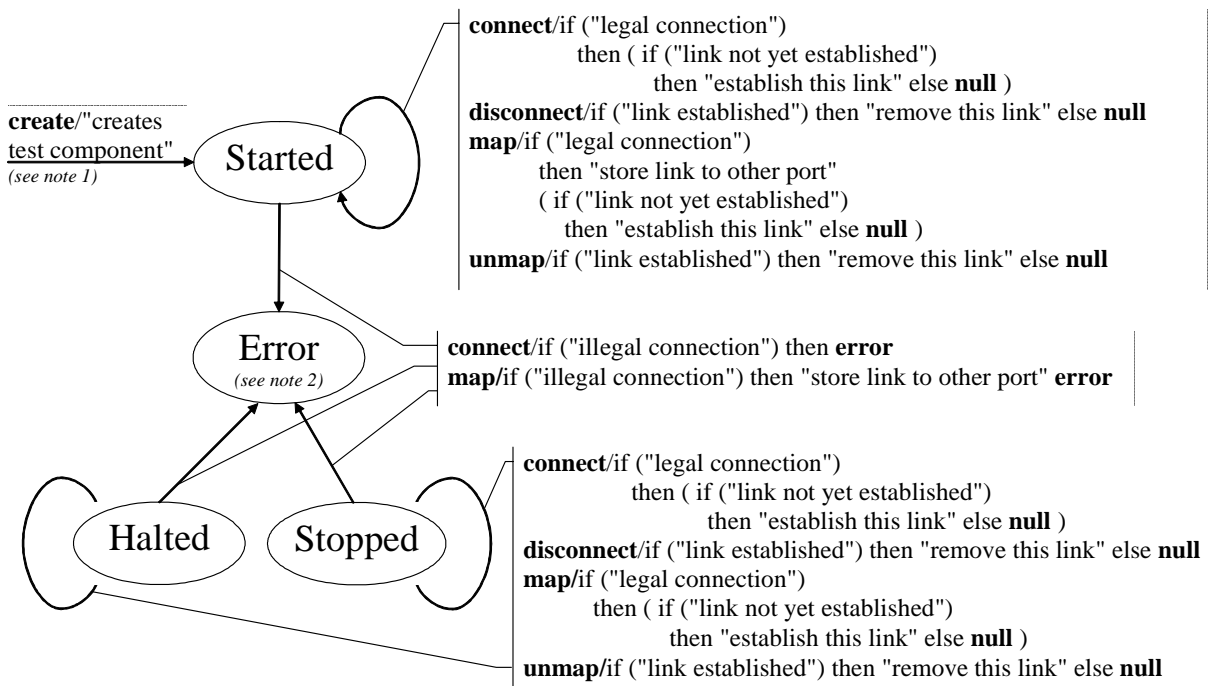 connect/if ("legal connection")
then ( if ("link not yet established")
then "establish this link" else null )
disconnect/if ("link established") then "remove this link" else null
map/if ("legal connection")
then "store link to other port"
( if ("link not yet established")
then "establish this link" else null )
unmap/if ("link established") then "remove this link" else null
create/"creates
test component"
(see note 1)
Started
Error
(see note 2)
connect/if ("illegal connection") then error
map/if ("illegal connection") then "store link to other port" error
Halted
Stopped
connect/if ("legal connection")
then ( if ("link not yet established")
then "establish this link" else null )
disconnect/if ("link established") then "remove this link" else null
map/if ("legal connection")
then ( if ("link not yet established")
then "establish this link" else null )
unmap/if ("link established") then "remove this link" else null